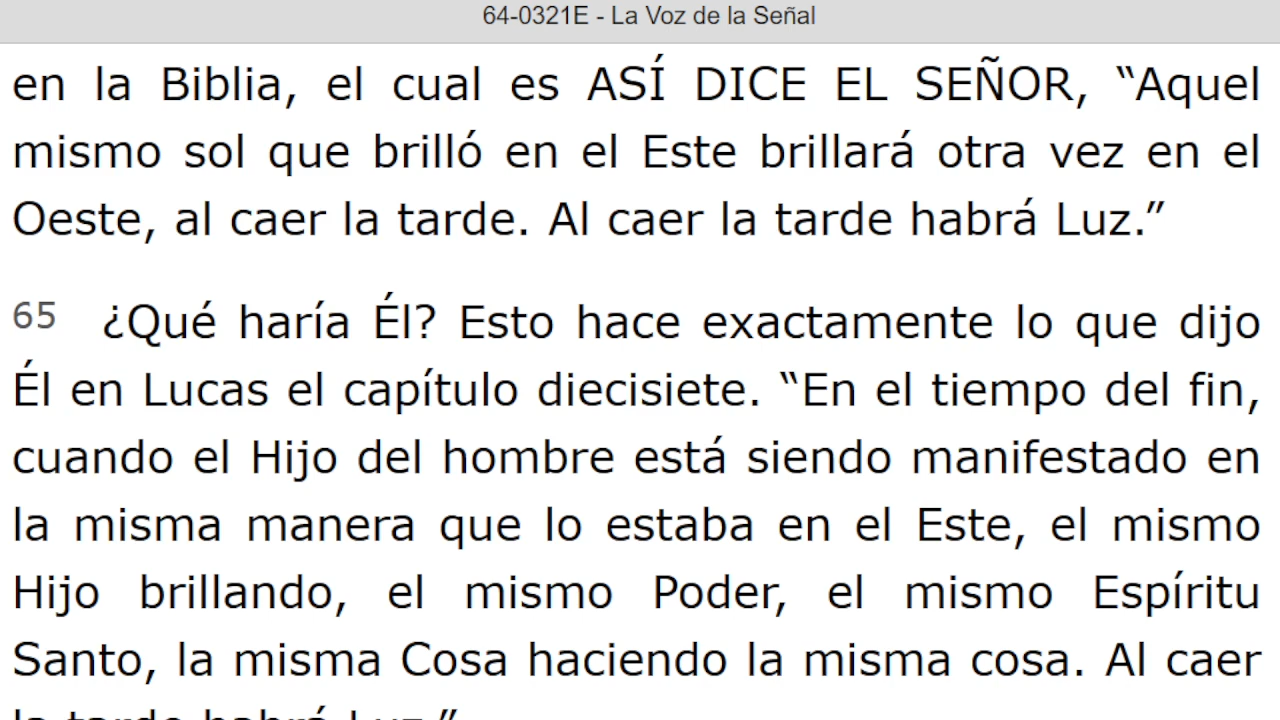 64-0321E - La Voz de la Señal
en la Biblia, el cual es ASÍ DICE EL SEÑOR, “Aquel
mismo sol que brilló en el Este brillará otra vez en el
Oeste, al caer la tarde. Al caer la tarde habrá Luz.”
65 ¿Qué haría Él? Esto hace exactamente lo que dijo
Él en Lucas el capítulo diecisiete. “En el tiempo del fin,
cuando el Hijo del hombre está siendo manifestado en
la misma manera que lo estaba en el Este, el mismo
Hijo brillando, el mismo Poder, el mismo Espíritu
Santo, la misma Cosa haciendo la misma cosa. Al caer
la tarde habrá Luz.”